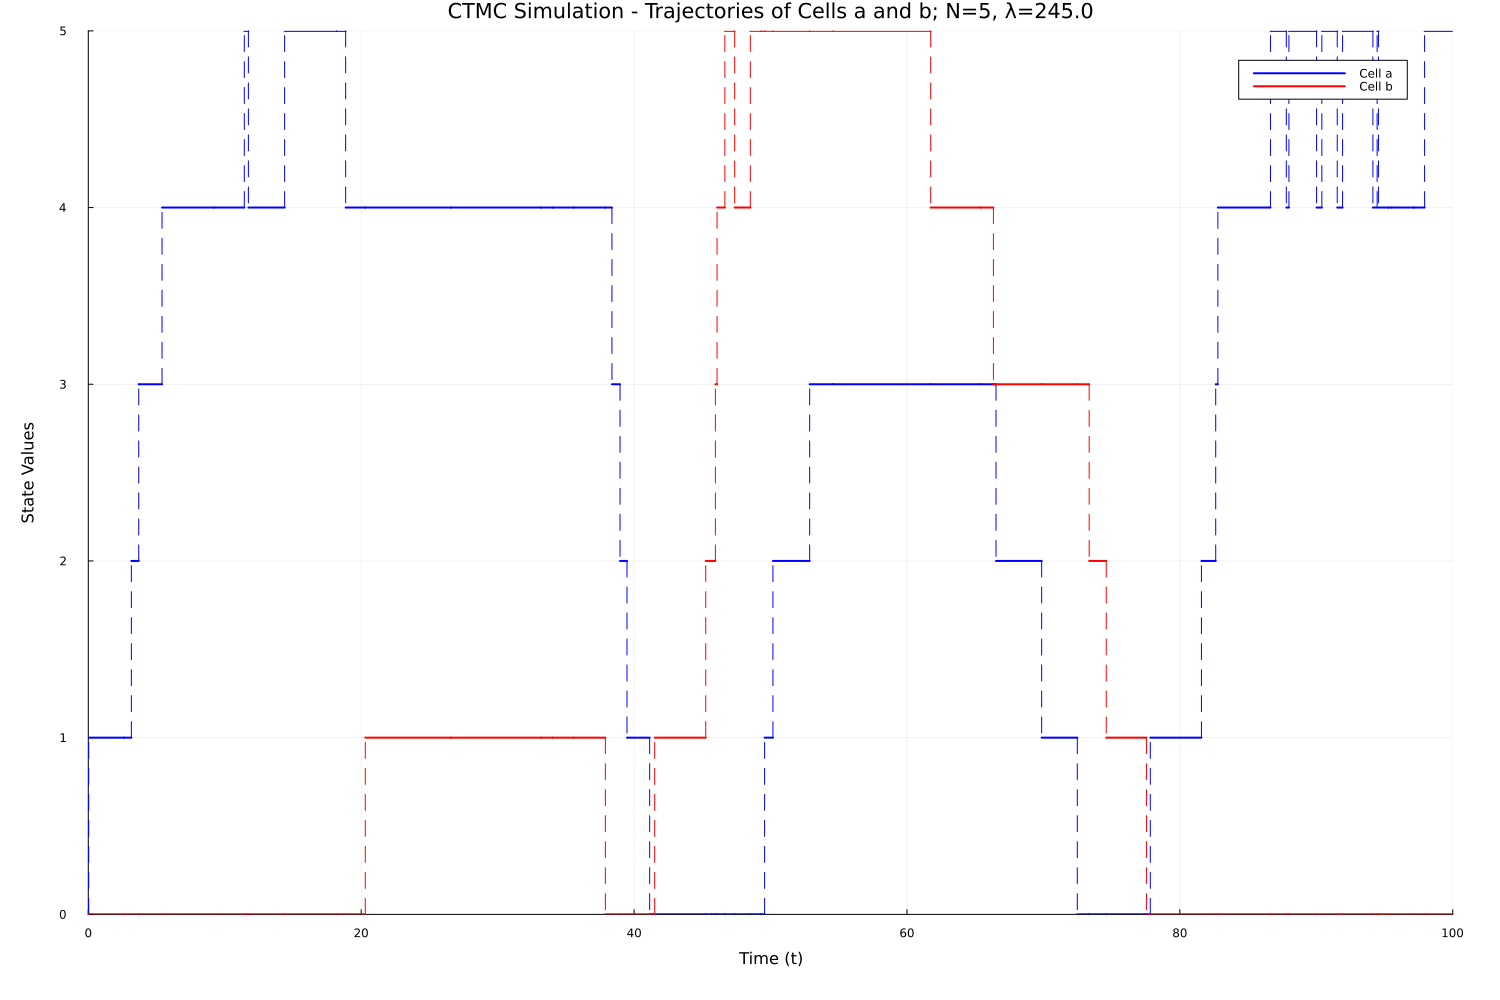 CTMC Simulation - Trajectories of Cells a and b; N=5, λ=245.0
5
Cell a
Cell b
4
3
State Values
2
1
0
0 20 40 60 80 100
Time (t)